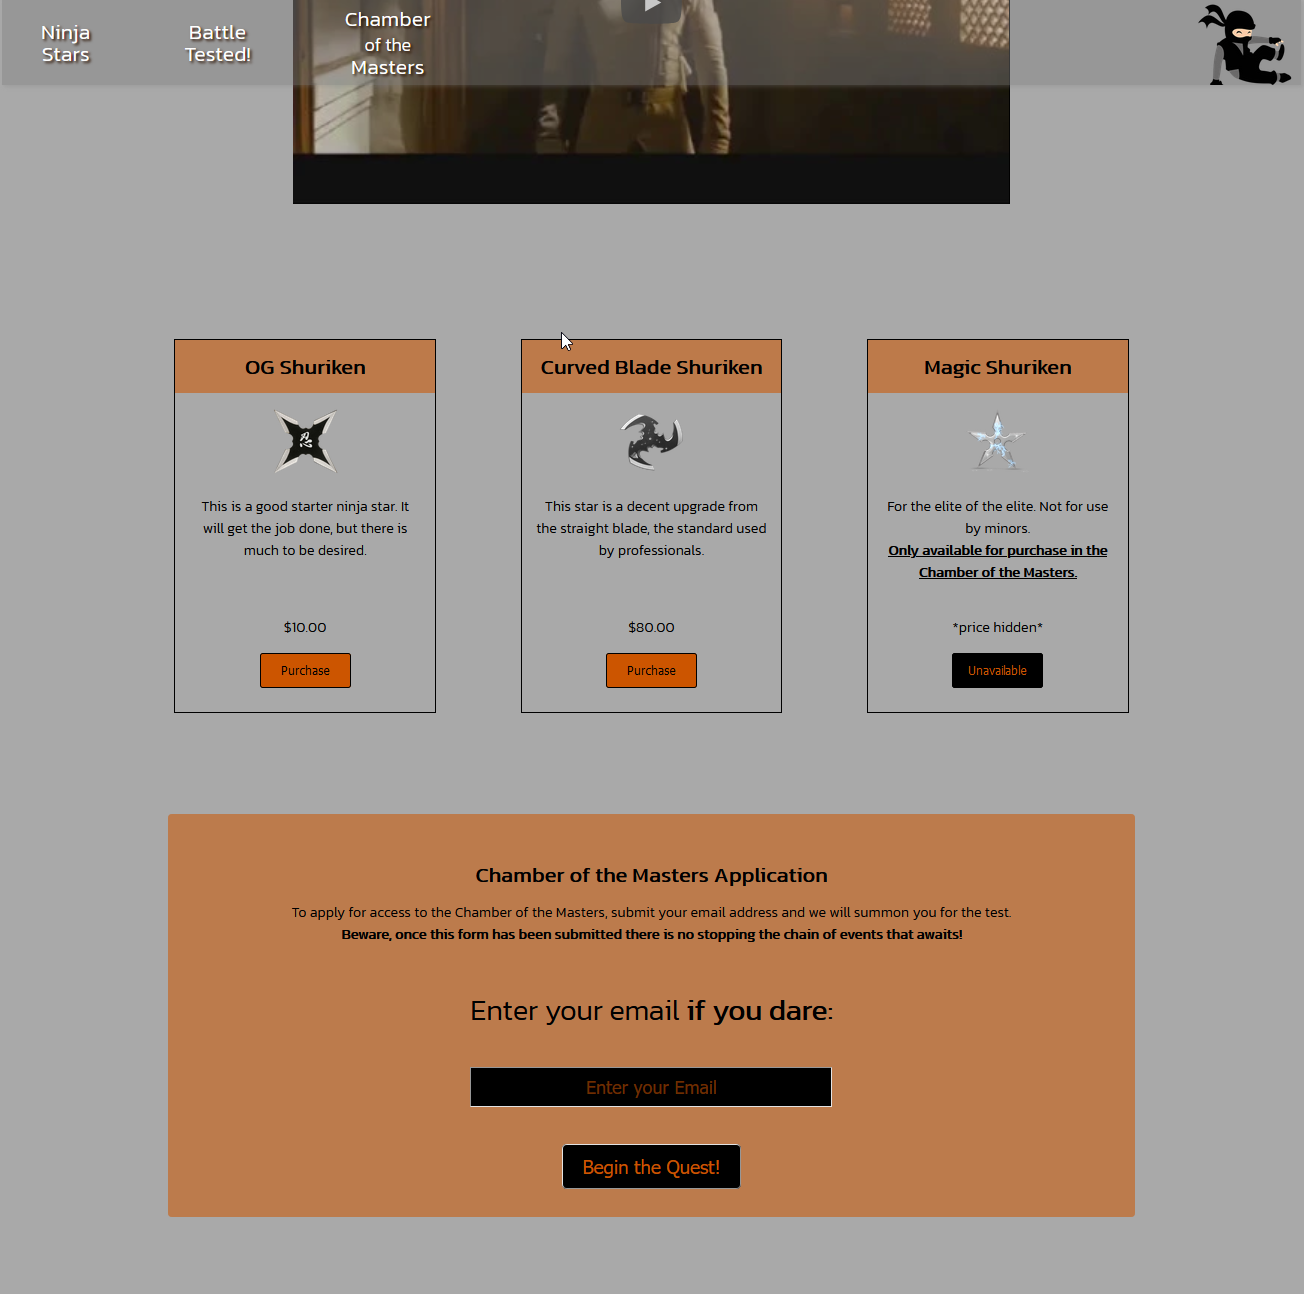 Ninja
Stars
Battle
Tested!
Chamber
of the
Masters
OG Shuriken
忍
This is a good starter ninja star. It
will get the job done, but there is
much to be desired.
$10.00
Purchase
Curved Blade Shuriken
This star is a decent upgrade from
the straight blade, the standard used
by professionals.
$80.00
Purchase
Magic Shuriken
For the elite of the elite. Not for use
by minors.
Only available for purchase in the
Chamber of the Masters.
*price hidden*
Unavailable
Chamber of the Masters Application
To apply for access to the Chamber of the Masters, submit your email address and we will summon you for the test.
Beware, once this form has been submitted there is no stopping the chain of events that awaits!
Enter your email if you dare:
Enter your Email
Begin the Quest!